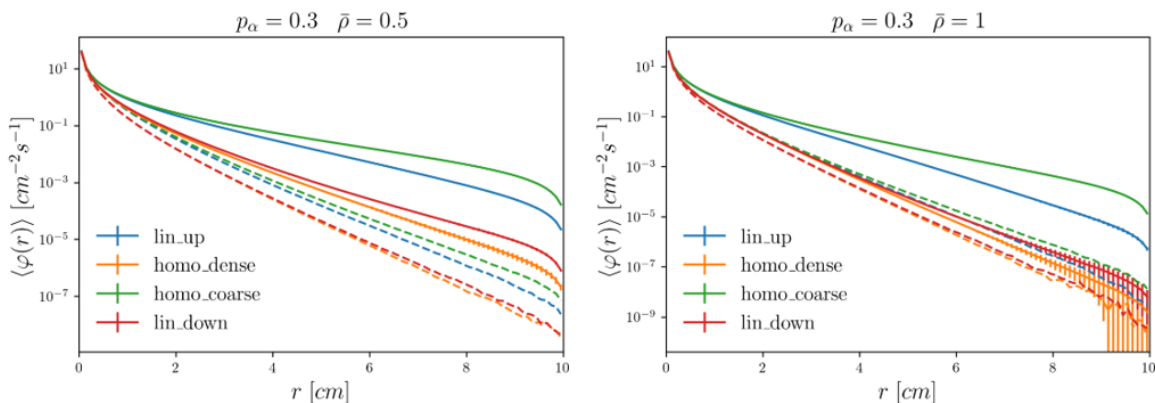 p_α = 0.3 ρ̄ = 0.5
⟨φ(r)⟩ [cm⁻²s⁻¹]
10¹
10⁻¹
10⁻³
10⁻⁵
10⁻⁷
lin_up
homo_dense
homo_coarse
lin_down
0 2 4 6 8 10
r [cm]
p_α = 0.3 ρ̄ = 1
⟨φ(r)⟩ [cm⁻²s⁻¹]
10¹
10⁻¹
10⁻³
10⁻⁵
10⁻⁷
10⁻⁹
lin_up
homo_dense
homo_coarse
lin_down
0 2 4 6 8 10
r [cm]